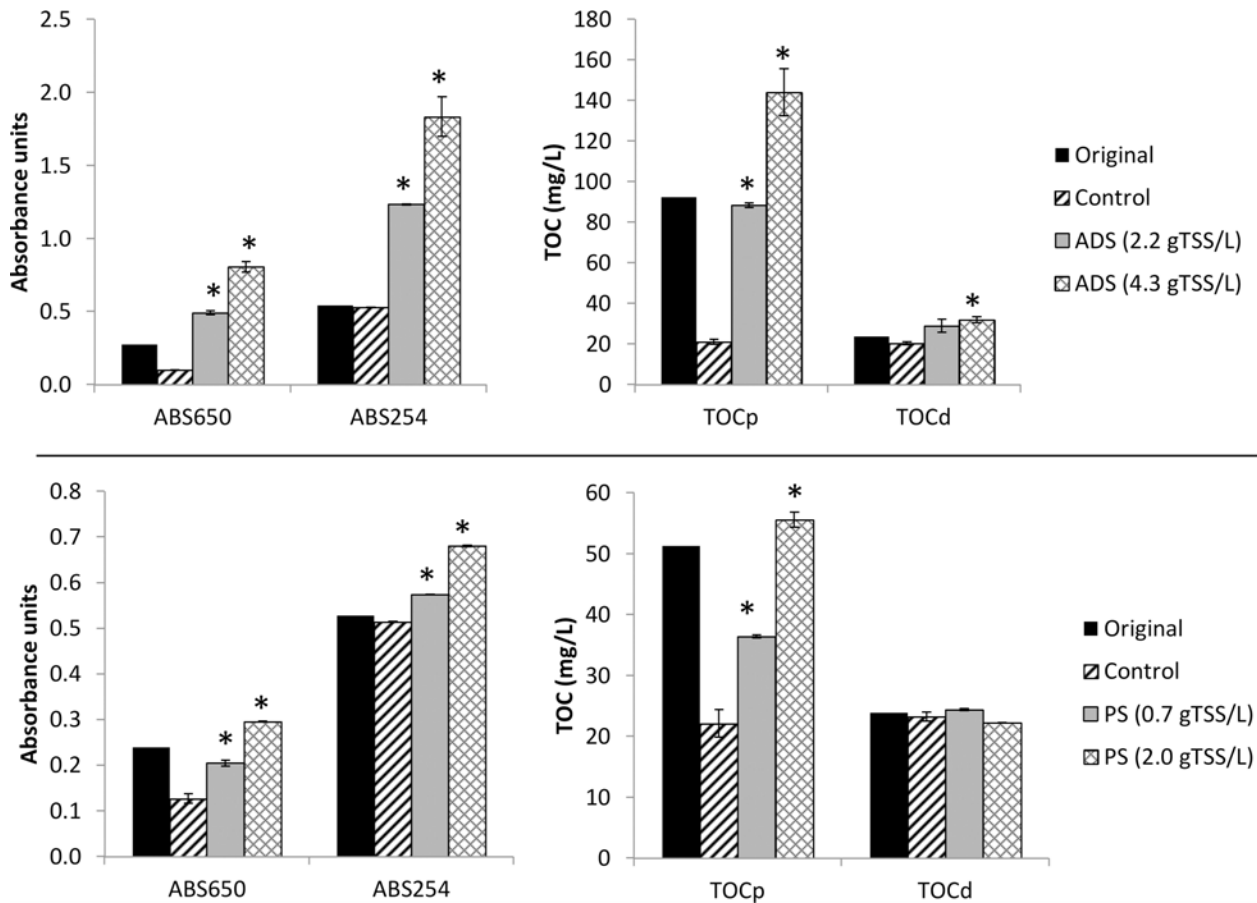 Absorbance units
2.5
2.0
1.5
1.0
0.5
0.0
*
*
*
*
ABS650 ABS254
TOC (mg/L)
180
160
140
120
100
80
60
40
20
0
*
*
*
TOCp TOCd
Original
Control
ADS (2.2 gTSS/L)
ADS (4.3 gTSS/L)
Absorbance units
0.8
0.7
0.6
0.5
0.4
0.3
0.2
0.1
0.0
*
*
*
*
ABS650 ABS254
TOC (mg/L)
60
50
40
30
20
10
0
*
*
TOCp TOCd
Original
Control
PS (0.7 gTSS/L)
PS (2.0 gTSS/L)